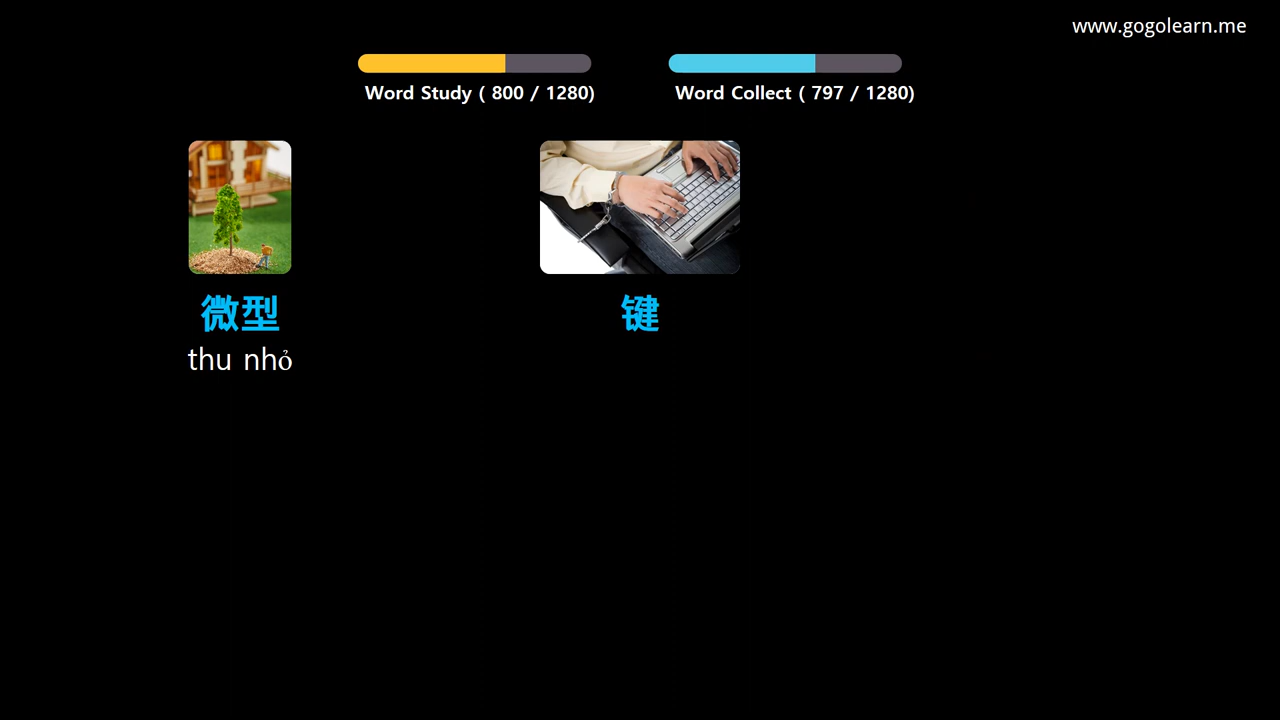 www.gogolearn.me
Word Study ( 800 / 1280)
Word Collect ( 797 / 1280)
微型
键
thu nhỏ